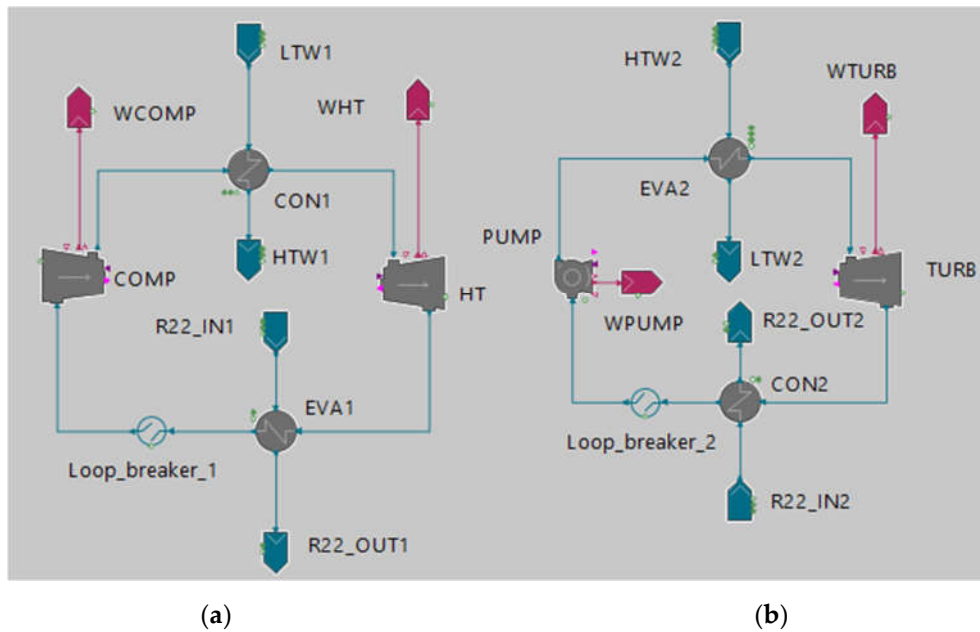 LTW1
WCOMP
WHT
CON1
COMP
HTW1
HT
R22_IN1
EVA1
Loop_breaker_1
R22_OUT1
HTW2
WTURB
EVA2
PUMP
LTW2
TURB
WPUMP
R22_OUT2
CON2
Loop_breaker_2
R22_IN2
(a)
(b)